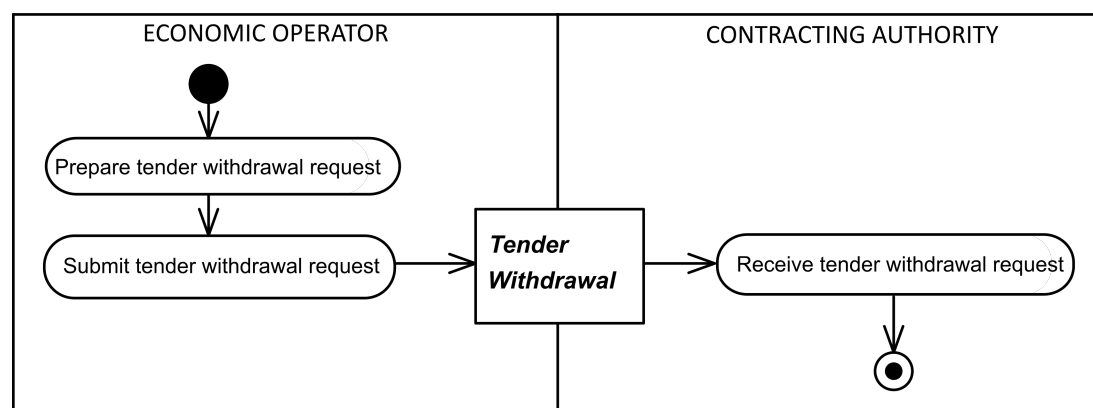 ECONOMIC OPERATOR
CONTRACTING AUTHORITY
Prepare tender withdrawal request
Submit tender withdrawal request
Tender
Withdrawal
Receive tender withdrawal request